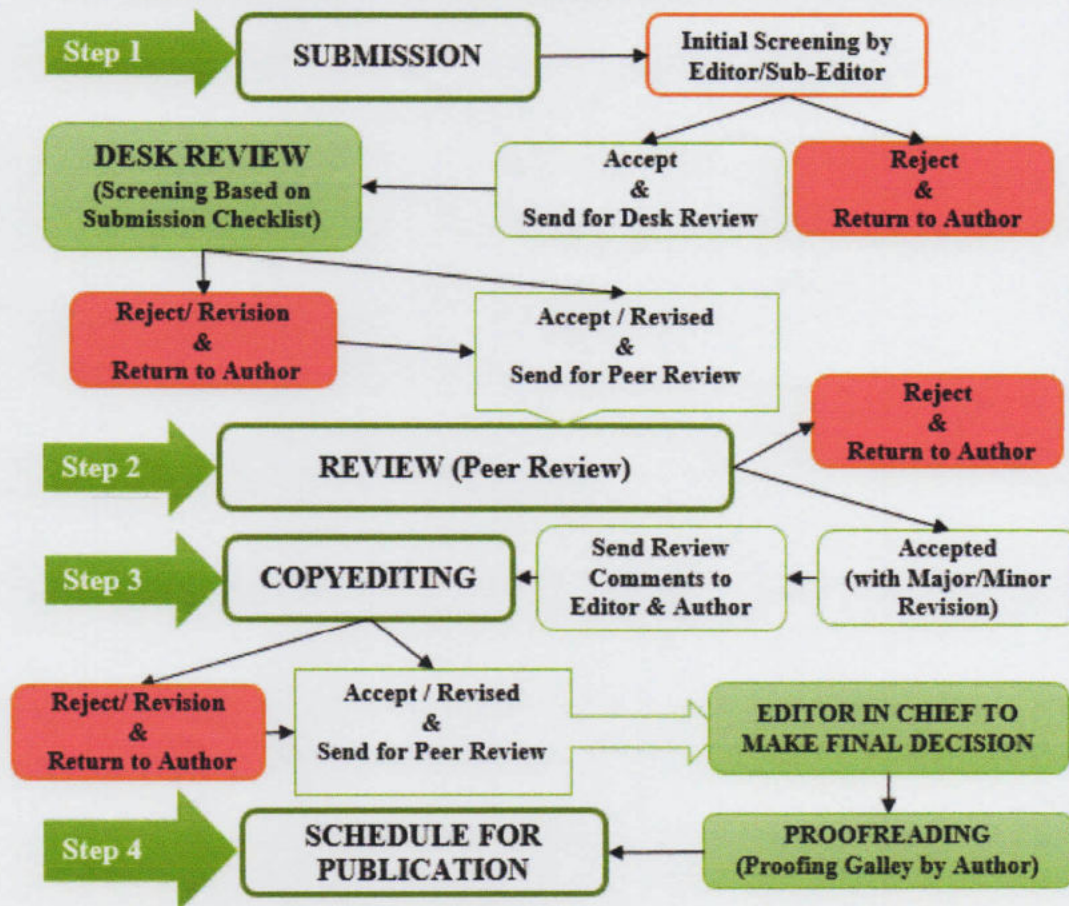 Step 1
SUBMISSION
Initial Screening by
Editor/Sub-Editor
Accept
&
Send for Desk Review
Reject
&
Return to Author
DESK REVIEW
(Screening Based on
Submission Checklist)
Reject/ Revision
&
Return to Author
Accept / Revised
&
Send for Peer Review
Step 2
REVIEW (Peer Review)
Reject
&
Return to Author
Accepted
(with Major/Minor
Revision)
Send Review
Comments to
Editor & Author
Step 3
COPYEDITING
Reject/ Revision
&
Return to Author
Accept / Revised
&
Send for Peer Review
EDITOR IN CHIEF TO
MAKE FINAL DECISION
PROOFREADING
(Proofing Galley by Author)
Step 4
SCHEDULE FOR
PUBLICATION